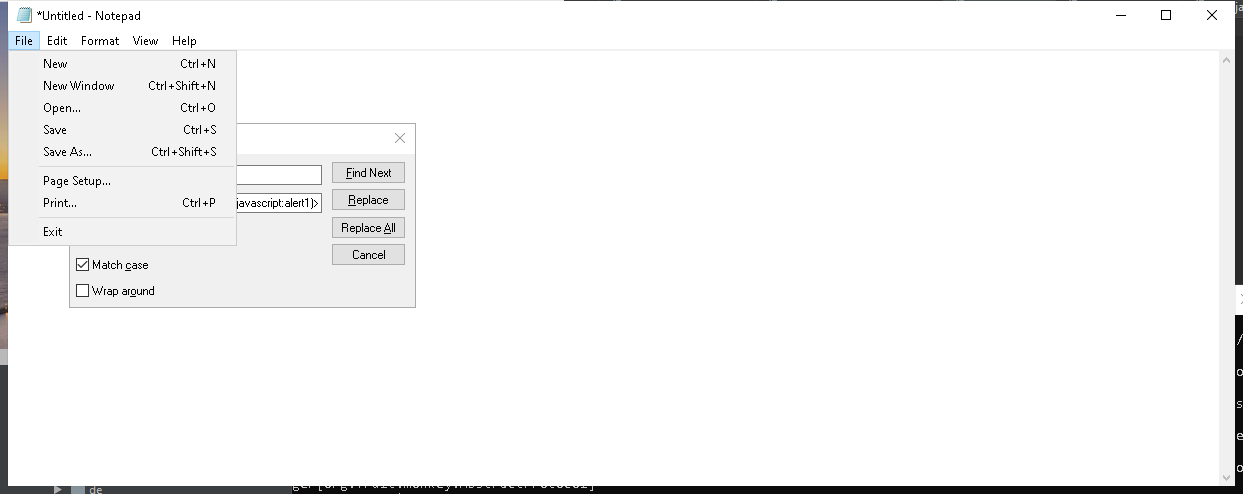 *Untitled - Notepad
File Edit Format View Help
New Ctrl+N
New Window Ctrl+Shift+N
Open... Ctrl+O
Save Ctrl+S
Save As... Ctrl+Shift+S
Page Setup...
Print... Ctrl+P
Exit
Find Next
javascript:alert1)>
Replace
Replace All
Cancel
Match case
Wrap around
de